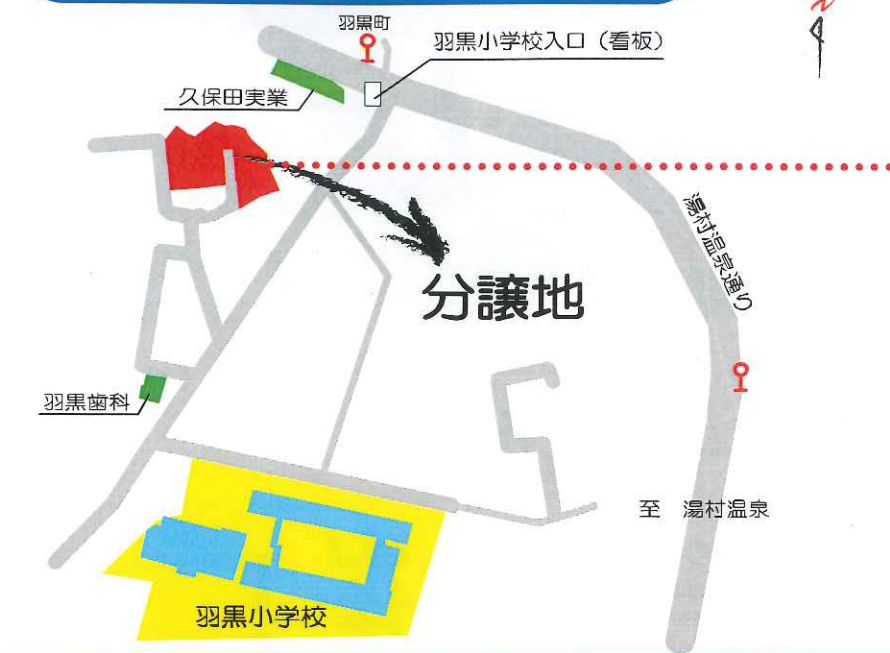 羽黒町
羽黒小学校入口（看板）
久保田実業
湯村温泉通り
分譲地
羽黒歯科
至 湯村温泉
羽黒小学校